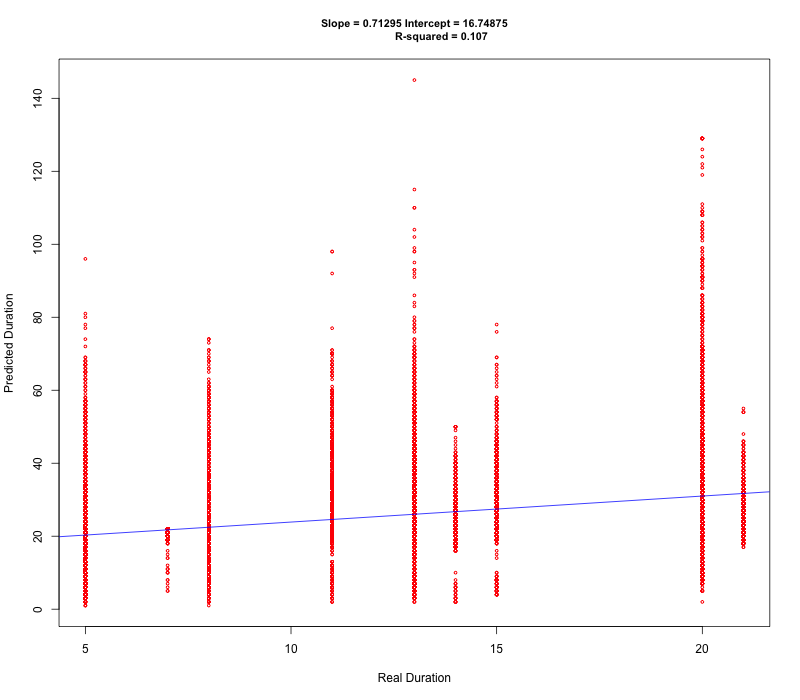 Slope = 0.71295 Intercept = 16.74875
R-squared = 0.107
140
120
100
80
60
40
20
0
Predicted Duration
5 10 15 20
Real Duration